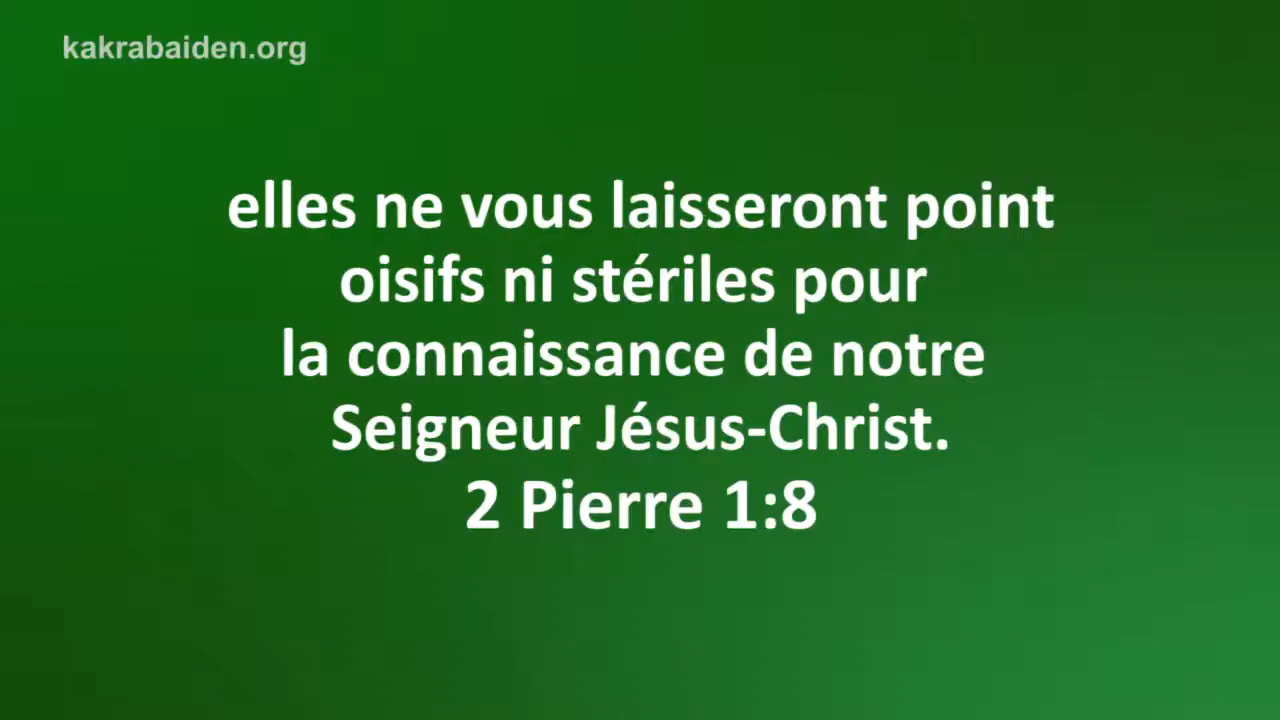 kakrabaiden.org
elles ne vous laisseront point
oisifs ni stériles pour
la connaissance de notre
Seigneur Jésus-Christ.
2 Pierre 1:8